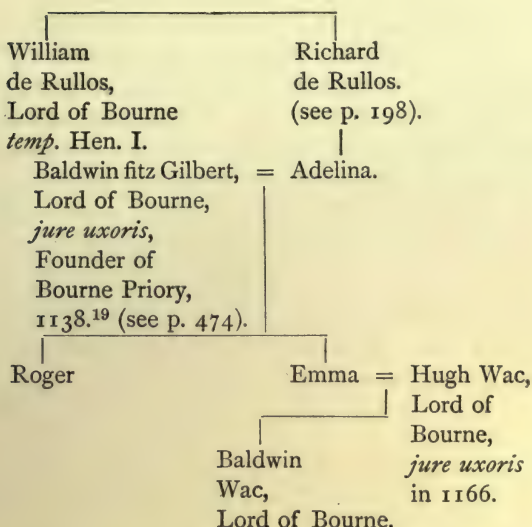 William
de Rullos,
Lord of Bourne
temp. Hen. I.
Richard
de Rullos.
(see p. 198).
Baldwin fitz Gilbert, = Adelina.
Lord of Bourne,
jure uxoris,
Founder of
Bourne Priory,
1138.¹⁹ (see p. 474).
Roger
Emma = Hugh Wac,
Lord of
Bourne,
jure uxoris
in 1166.
Baldwin
Wac,
Lord of Bourne.